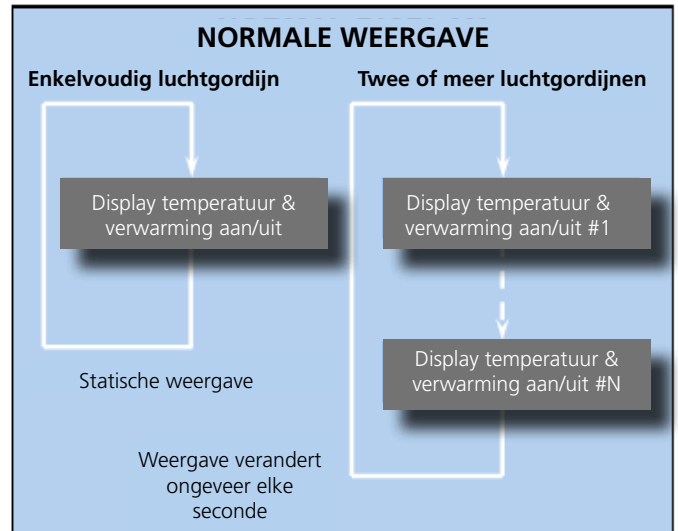 NORMALE WEERGAVE
Enkelvoudig luchtgordijn
Display temperatuur &
verwarming aan/uit
Statische weergave
Twee of meer luchtgordijnen
Display temperatuur &
verwarming aan/uit #1
Display temperatuur &
verwarming aan/uit #N
Weergave verandert
ongeveer elke
seconde